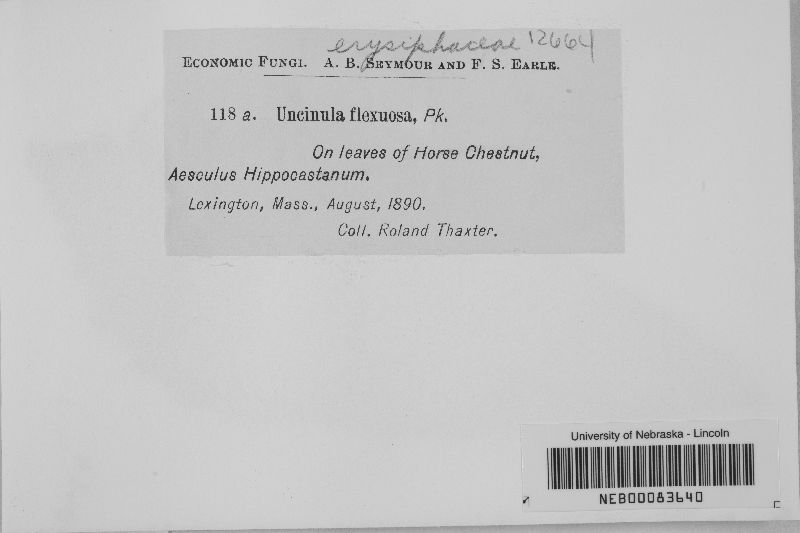 erysiphaceae 12664
ECONOMIC FUNGI. A. B. SEYMOUR AND F. S. EARLE.
118 a. Uncinula flexuosa, Pk.
On leaves of Horse Chestnut,
Aesculus Hippocastanum.
Lexington, Mass., August, 1890.
Coll. Roland Thaxter.
University of Nebraska - Lincoln
NEB00083640